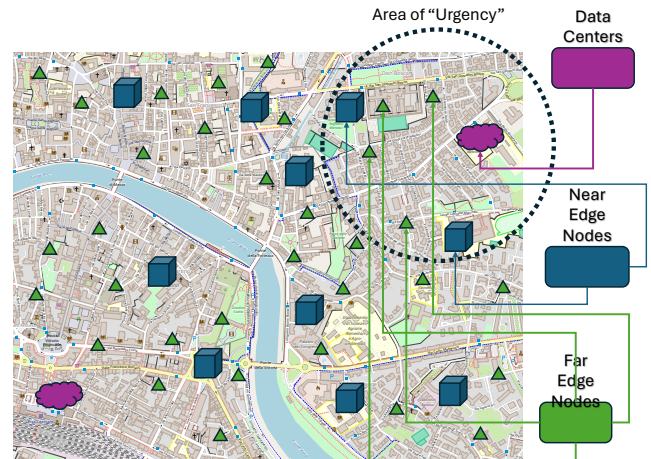 Area of “Urgency”
Data
Centers
Near
Edge
Nodes
Far
Edge
Nodes